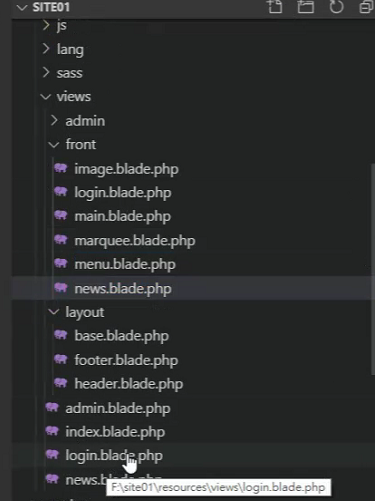 SITE01
js
lang
sass
views
admin
front
image.blade.php
login.blade.php
main.blade.php
marquee.blade.php
menu.blade.php
news.blade.php
layout
base.blade.php
footer.blade.php
header.blade.php
admin.blade.php
index.blade.php
login.blade.php
news.blade.php
F:\site01\resources\views\login.blade.php